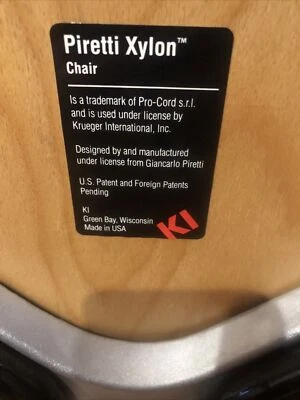 Piretti Xylon™
Chair
Is a trademark of Pro-Cord s.r.l.
and is used under license by
Krueger International, Inc.
Designed by and manufactured
under license from Giancarlo Piretti
U.S. Patent and Foreign Patents
Pending
KI
Green Bay, Wisconsin
Made in USA
KI